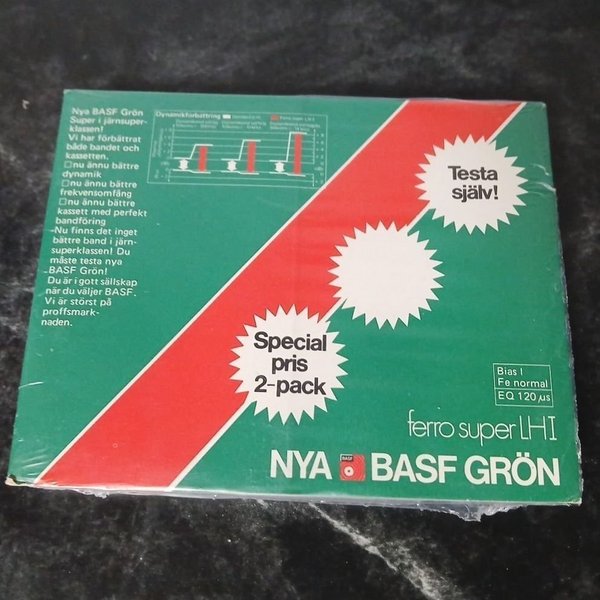 Nya BASF Grön
Super i järnsuper-
klassen!
Vi har förbättrat
både bandet och
kassetten.
□nu ännu bättre
dynamik
□nu ännu bättre
frekvensomfång
□nu ännu bättre
kassett med perfekt
bandföring
-Nu finns det inget
bättre band i järn-
superklassen! Du
måste testa nya
BASF Grön!
Du är i gott sällskap
när du väljer BASF.
Vi är störst på
proffsmark-
naden.
Dynamikförbättring
Testa
själv!
Special
pris
2-pack
Bias I
Fe normal
EQ 120 µs
ferro super LHI
NYA BASF BASF GRÖN